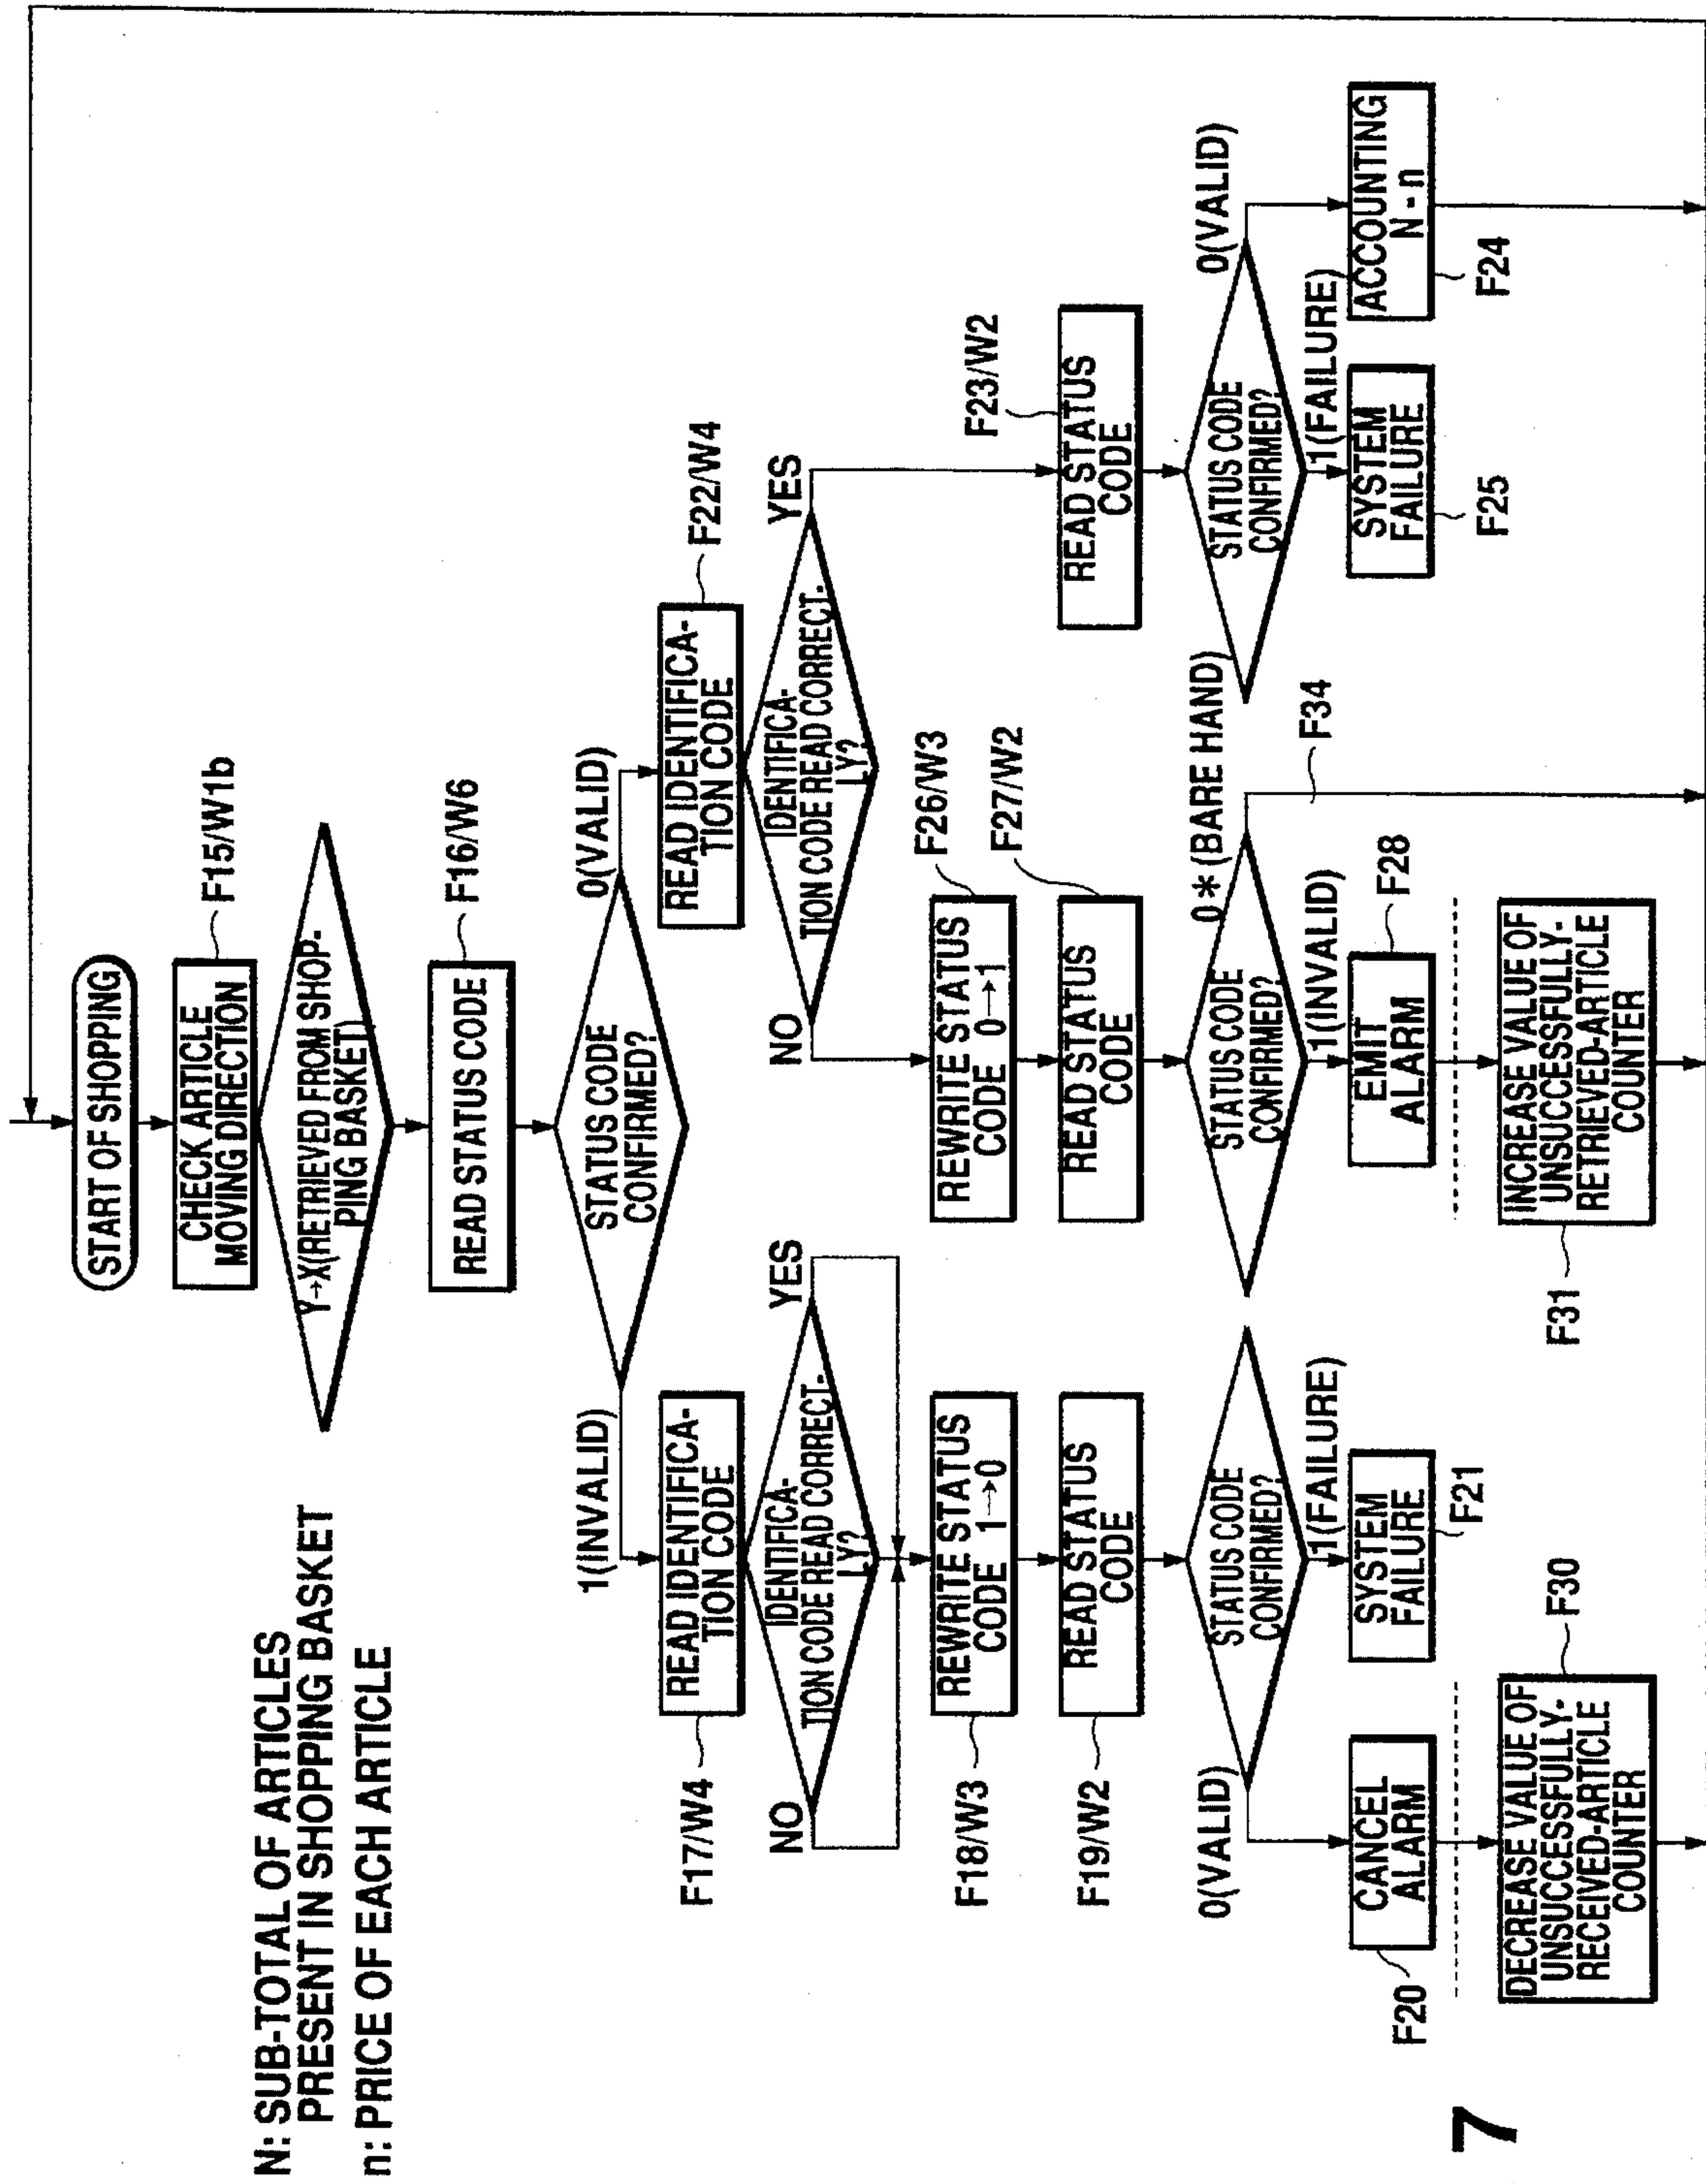 N: SUB-TOTAL OF ARTICLES
PRESENT IN SHOPPING BASKET
n: PRICE OF EACH ARTICLE
START OF SHOPPING
CHECK ARTICLE
MOVING DIRECTION
F15/W1b
Y→X(RETRIEVED FROM SHOP-
PING BASKET)
READ STATUS CODE
F16/W6
STATUS CODE
CONFIRMED?
1(INVALID)
0(VALID)
F17/W4
READ IDENTIFICA-
TION CODE
READ IDENTIFICA-
TION CODE
F22/W4
NO
IDENTIFICA-
TION CODE READ CORRECT-
LY?
YES
NO
IDENTIFICA-
TION CODE READ CORRECT-
LY?
YES
F18/W3
REWRITE STATUS
CODE 1→0
REWRITE STATUS
CODE 0→1
F26/W3
F19/W2
READ STATUS
CODE
READ STATUS
CODE
F27/W2
READ STATUS
CODE
F23/W2
0(VALID)
STATUS CODE
CONFIRMED?
1(FAILURE)
STATUS CODE
CONFIRMED?
0*(BARE HAND)
1(INVALID)
F34
STATUS CODE
CONFIRMED?
0(VALID)
1(FAILURE)
F20
CANCEL
ALARM
SYSTEM
FAILURE
F21
EMIT
ALARM
F28
SYSTEM
FAILURE
F25
ACCOUNTING
N - n
F24
DECREASE VALUE OF
UNSUCCESSFULLY-
RECEIVED-ARTICLE
COUNTER
F30
F31
INCREASE VALUE OF
UNSUCCESSFULLY-
RETRIEVED-ARTICLE
COUNTER
7